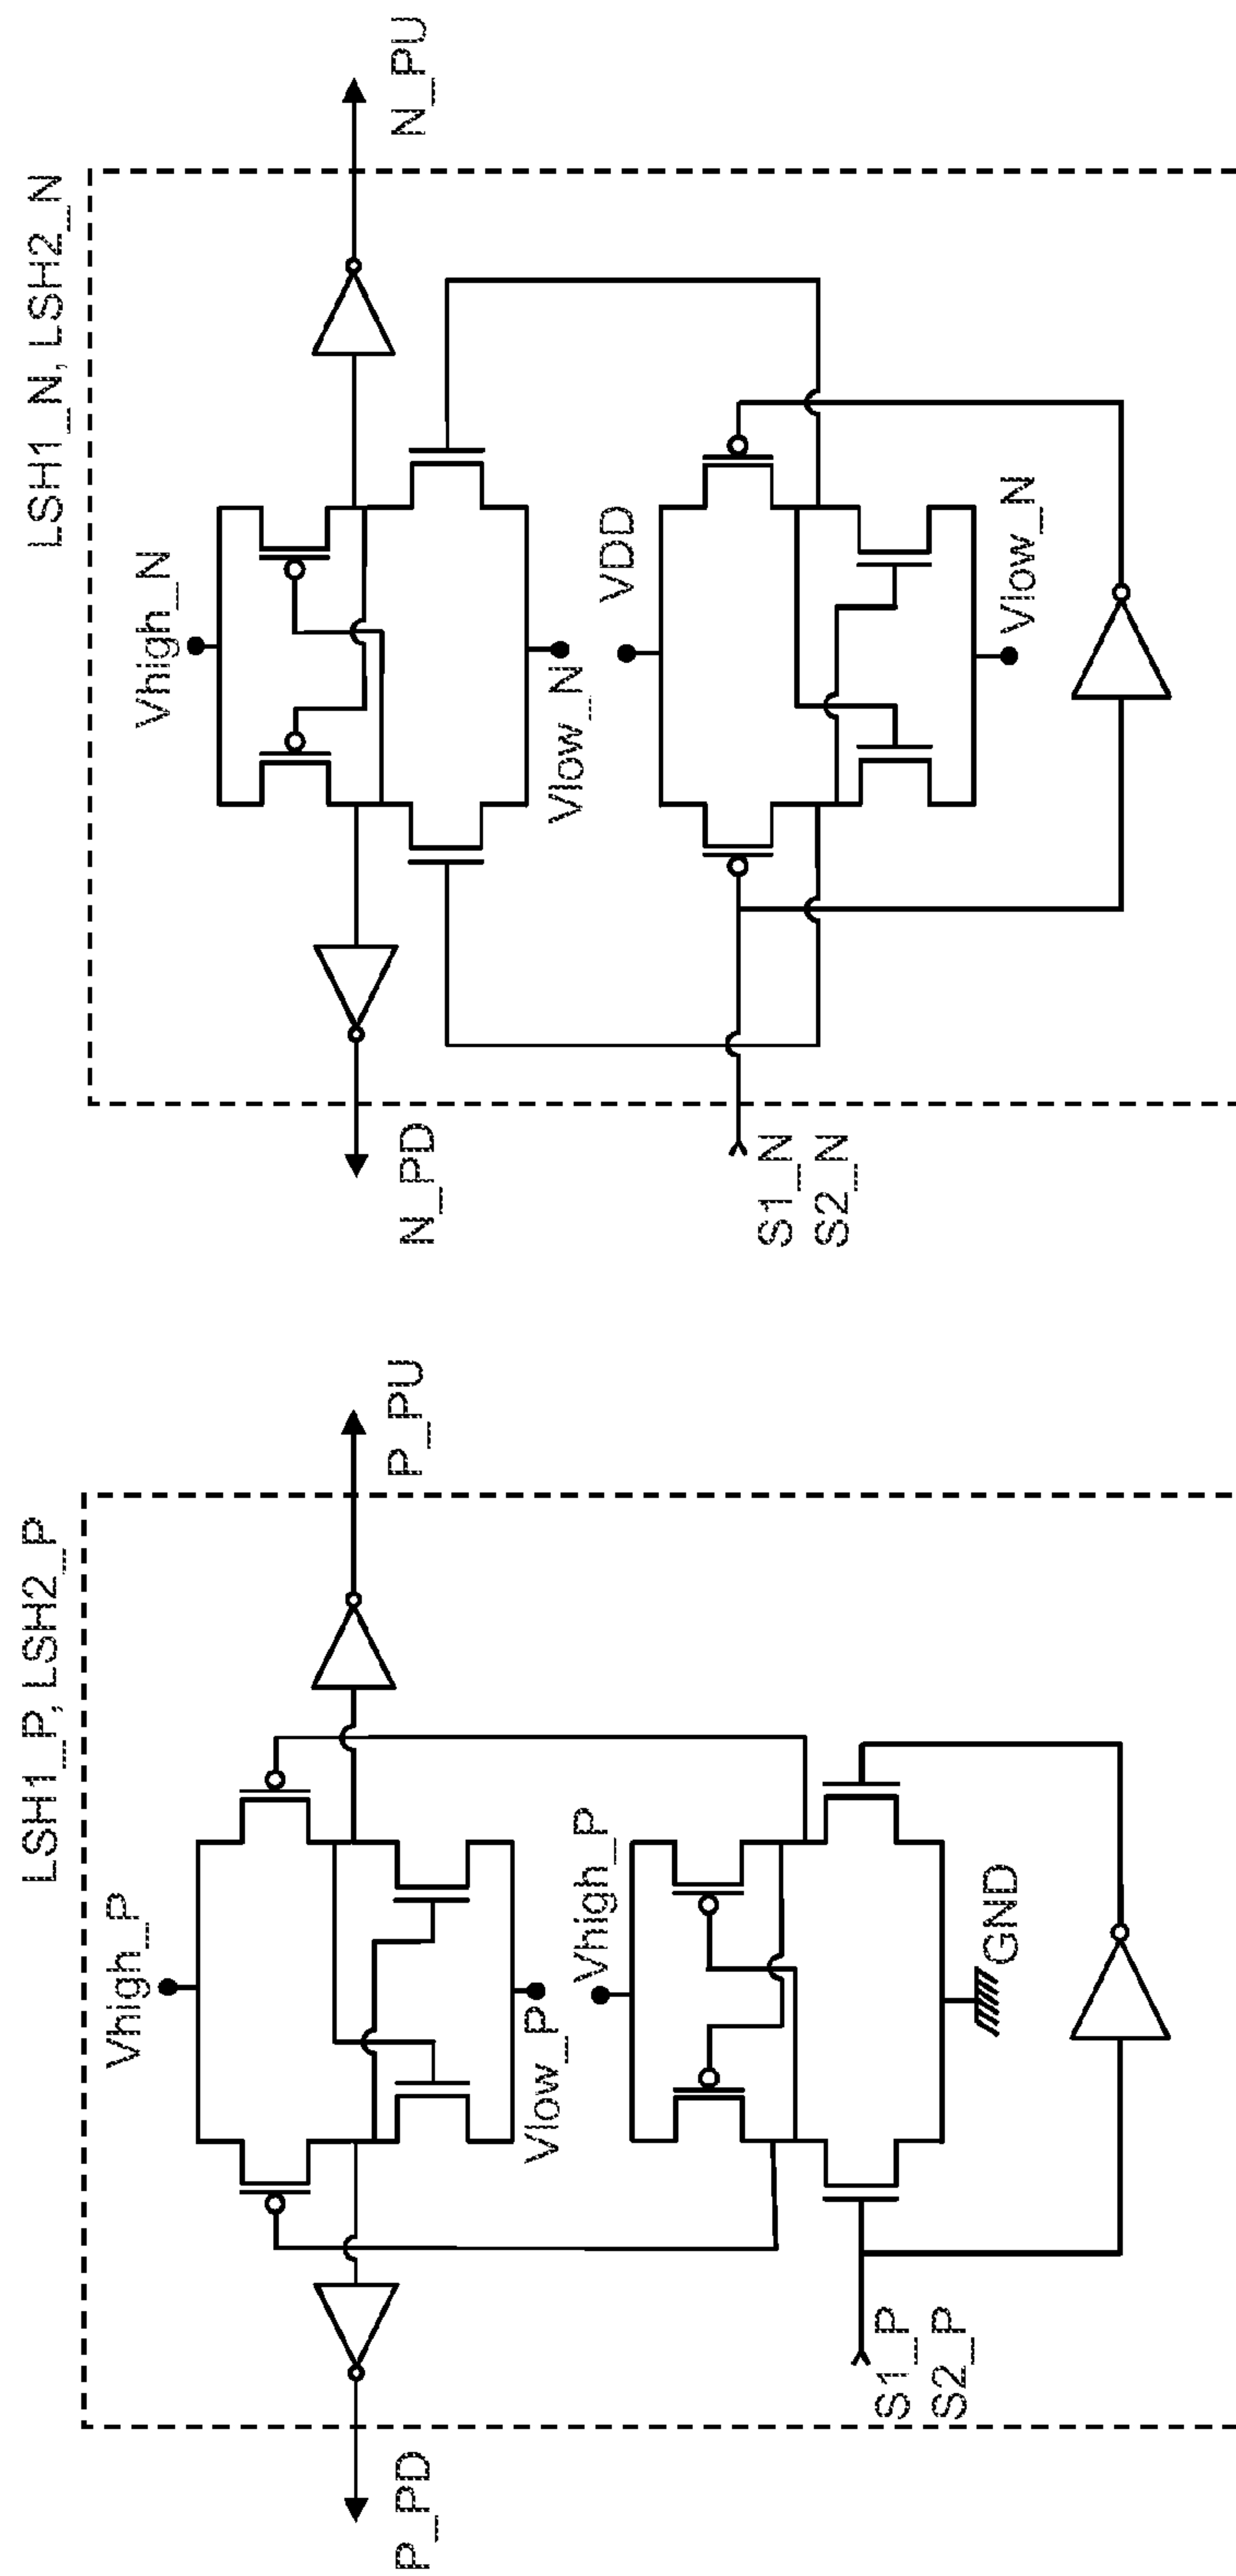 LSH1_P, LSH2_P
Vhigh_P
P_PD
P_PU
Vlow_P
Vhigh_P
S1_P
S2_P
GND
LSH1_N, LSH2_N
Vhigh_N
N_PD
N_PU
Vlow_N
VDD
S1_N
S2_N
Vlow_N